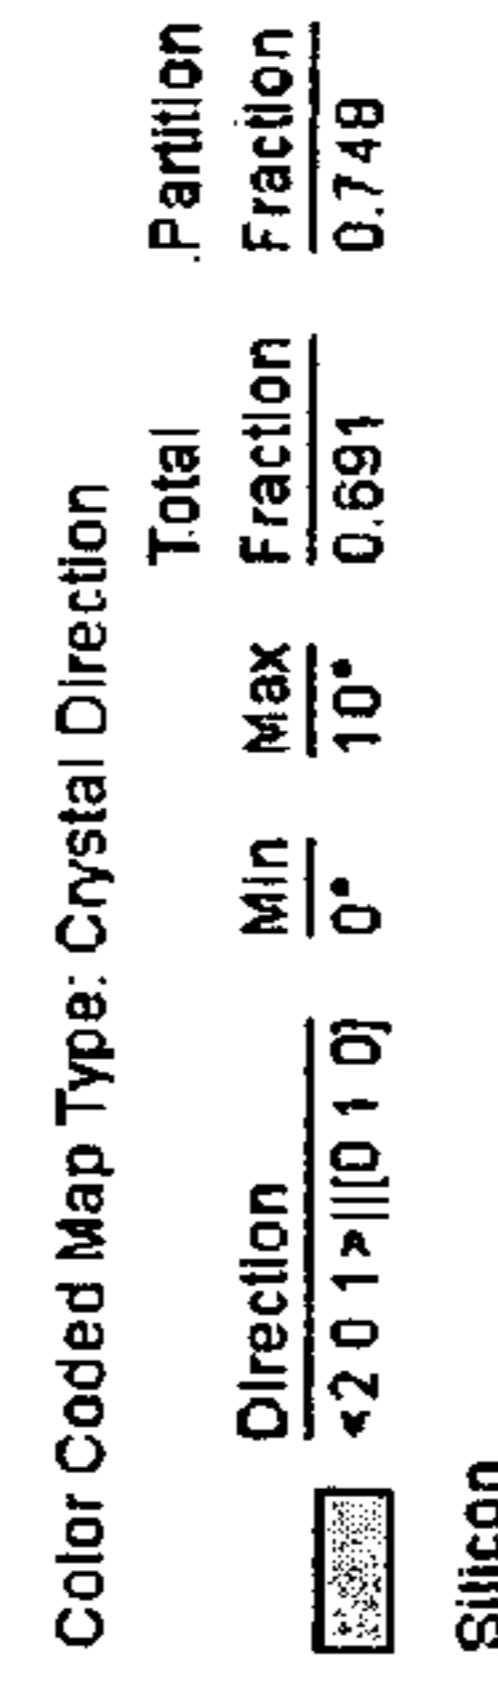 Color Coded Map Type: Crystal Direction
Total Partition
Direction Min Max Fraction Fraction
<2 0 1>||[0 1 0] 0° 10° 0.691 0.748
Silicon